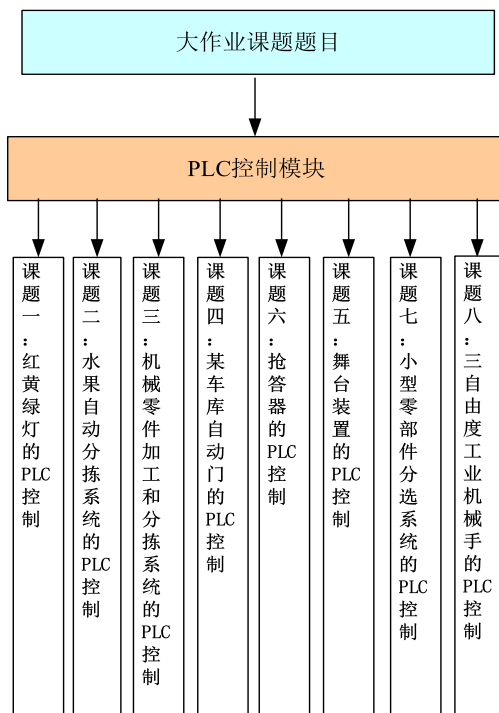 大作业课题题目
PLC控制模块
课题一：红黄绿灯的PLC控制
课题二：水果自动分拣系统的PLC控制
课题三：机械零件加工和分拣系统的PLC控制
课题四：某车库自动门的PLC控制
课题六：抢答器的PLC控制
课题五：舞台装置的PLC控制
课题七：小型零部件分选系统的PLC控制
课题八：三自由度工业机械手的PLC控制